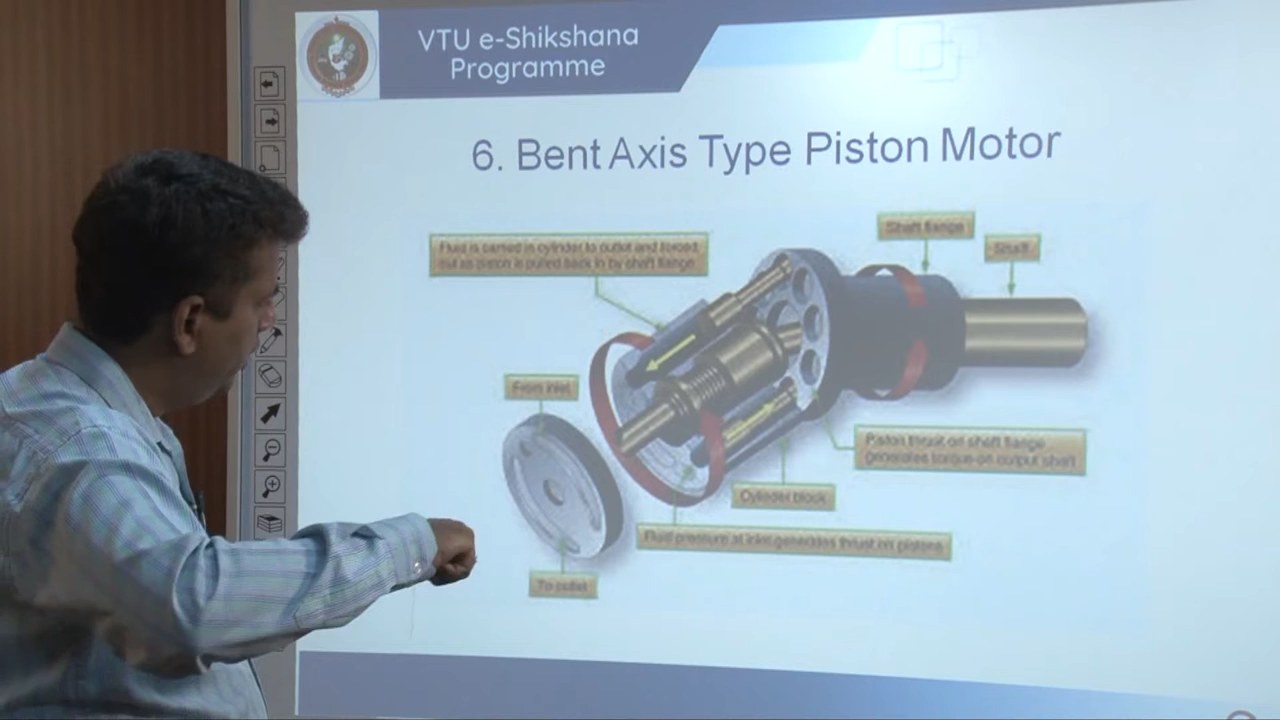 VTU e-Shikshana
Programme
6. Bent Axis Type Piston Motor
Fluid is carried in cylinder to outlet and forced
out as piston is pulled back in by shaft flange
Shaft flange
Shaft
From inlet
Piston thrust on shaft flange
generates torque on output shaft
Cylinder block
Fluid pressure at inlet generates thrust on pistons
To outlet